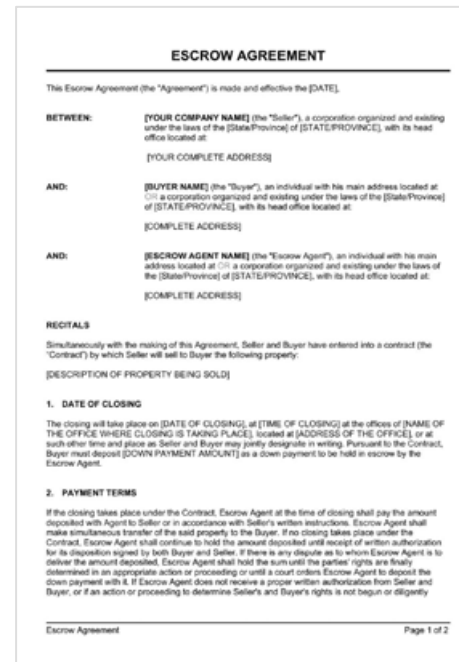 ESCROW AGREEMENT
This Escrow Agreement (the "Agreement") is made and effective the [DATE],
BETWEEN: [YOUR COMPANY NAME] (the "Seller"), a corporation organized and existing
under the laws of the [State/Province] of [STATE/PROVINCE], with its head
office located at:
[YOUR COMPLETE ADDRESS]
AND: [BUYER NAME] (the "Buyer"), an individual with his main address located at
OR a corporation organized and existing under the laws of the [State/Province]
of [STATE/PROVINCE], with its head office located at:
[COMPLETE ADDRESS]
AND: [ESCROW AGENT NAME] (the "Escrow Agent"), an individual with his main
address located at OR a corporation organized and existing under the laws of
the [State/Province] of [STATE/PROVINCE], with its head office located at:
[COMPLETE ADDRESS]
RECITALS
Simultaneously with the making of this Agreement, Seller and Buyer have entered into a contract (the
"Contract") by which Seller will sell to Buyer the following property:
[DESCRIPTION OF PROPERTY BEING SOLD]
1. DATE OF CLOSING
The closing will take place on [DATE OF CLOSING], at [TIME OF CLOSING] at the offices of [NAME OF
THE OFFICE WHERE CLOSING IS TAKING PLACE], located at [ADDRESS OF THE OFFICE], or at
such other time and place as Seller and Buyer may jointly designate in writing. Pursuant to the Contract,
Buyer must deposit [DOWN PAYMENT AMOUNT] as a down payment to be held in escrow by the
Escrow Agent.
2. PAYMENT TERMS
If the closing takes place under the Contract, Escrow Agent at the time of closing shall pay the amount
deposited with Agent to Seller or in accordance with Seller's written instructions. Escrow Agent shall
make simultaneous transfer of the said property to the Buyer. If no closing takes place under the
Contract, Escrow Agent shall continue to hold the amount deposited until receipt of written authorization
for its disposition signed by both Buyer and Seller. If there is any dispute as to whom Escrow Agent is to
deliver the amount deposited, Escrow Agent shall hold the sum until the parties' rights are finally
determined in an appropriate action or proceeding or until a court orders Escrow Agent to deposit the
down payment with it. If Escrow Agent does not receive a proper written authorization from Seller and
Buyer, or if an action or proceeding to determine Seller's and Buyer's rights is not begun or diligently
Escrow Agreement Page 1 of 2